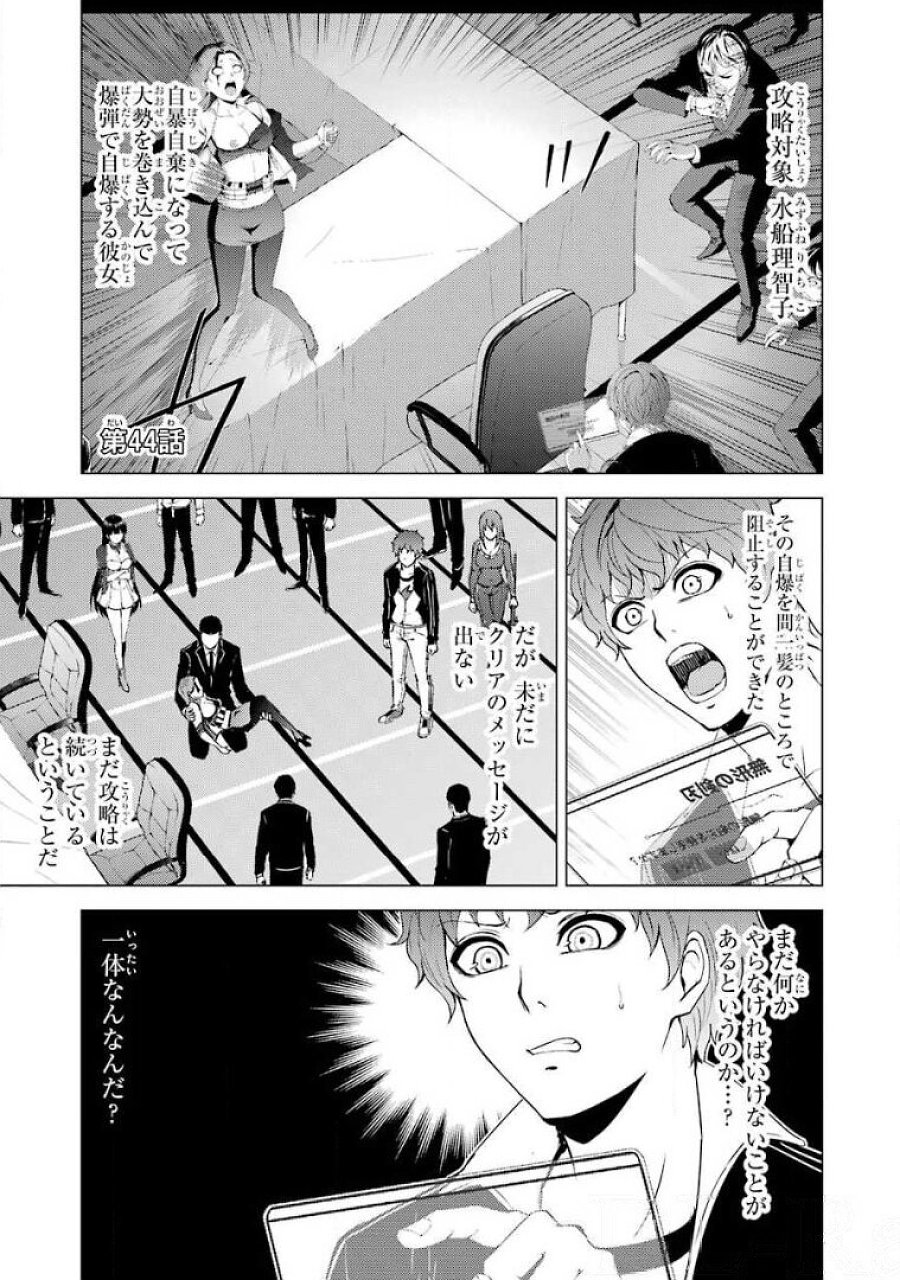 攻略対象 水船理智子
自暴自棄になって
大勢を巻き込んで
爆弾で自爆する彼女
第44話
その自爆を間一髪のところで
阻止することができた
だが 未だに
クリアのメッセージが
出ない
まだ攻略は
続いている
ということだ
まだ何か
やらなければいけないことが
あるというのか…?
一体なんなんだ?